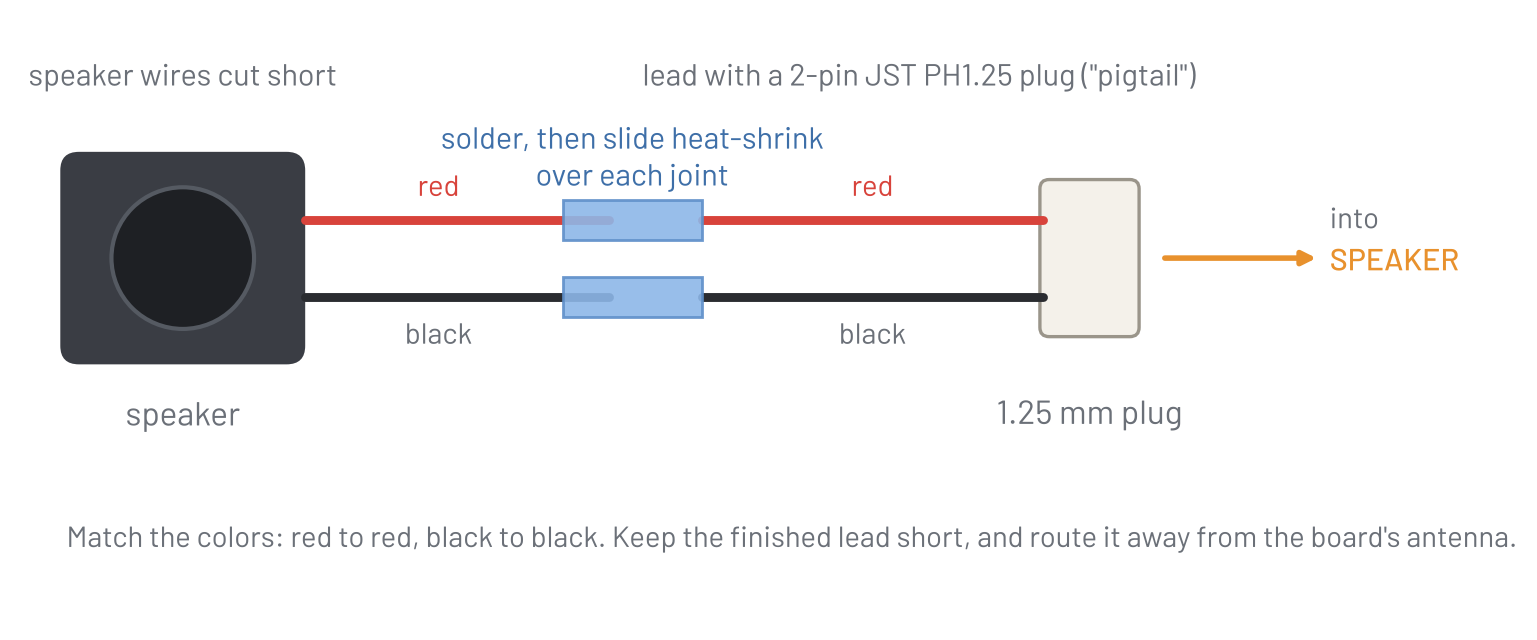 speaker wires cut short
lead with a 2-pin JST PH1.25 plug ("pigtail")
solder, then slide heat-shrink
over each joint
red
red
black
black
into
SPEAKER
speaker
1.25 mm plug
Match the colors: red to red, black to black. Keep the finished lead short, and route it away from the board's antenna.